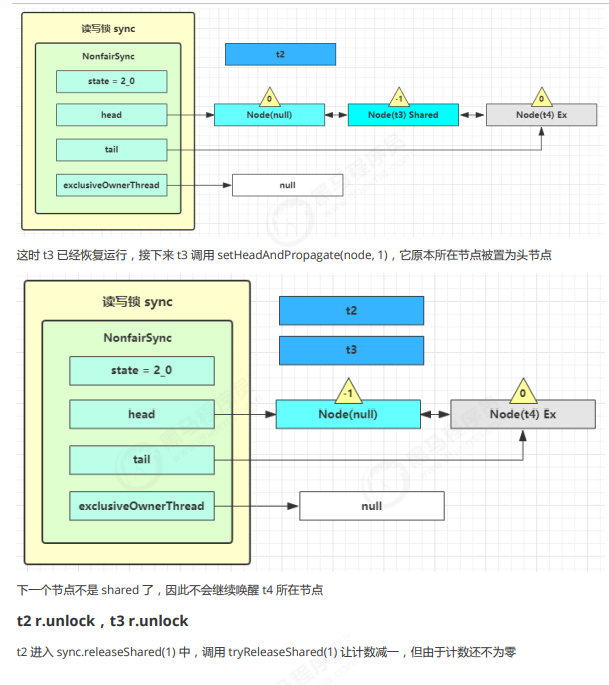 读写锁 sync
NonfairSync
t2
state = 2_0
0
-1
0
head
Node(null)
Node(t3) Shared
Node(t4) Ex
tail
exclusiveOwnerThread
null
这时 t3 已经恢复运行，接下来 t3 调用 setHeadAndPropagate(node, 1)，它原本所在节点被置为头节点
读写锁 sync
t2
NonfairSync
t3
state = 2_0
-1
0
head
Node(null)
Node(t4) Ex
tail
exclusiveOwnerThread
null
下一个节点不是 shared 了，因此不会继续唤醒 t4 所在节点
t2 r.unlock，t3 r.unlock
t2 进入 sync.releaseShared(1) 中，调用 tryReleaseShared(1) 让计数减一，但由于计数还不为零